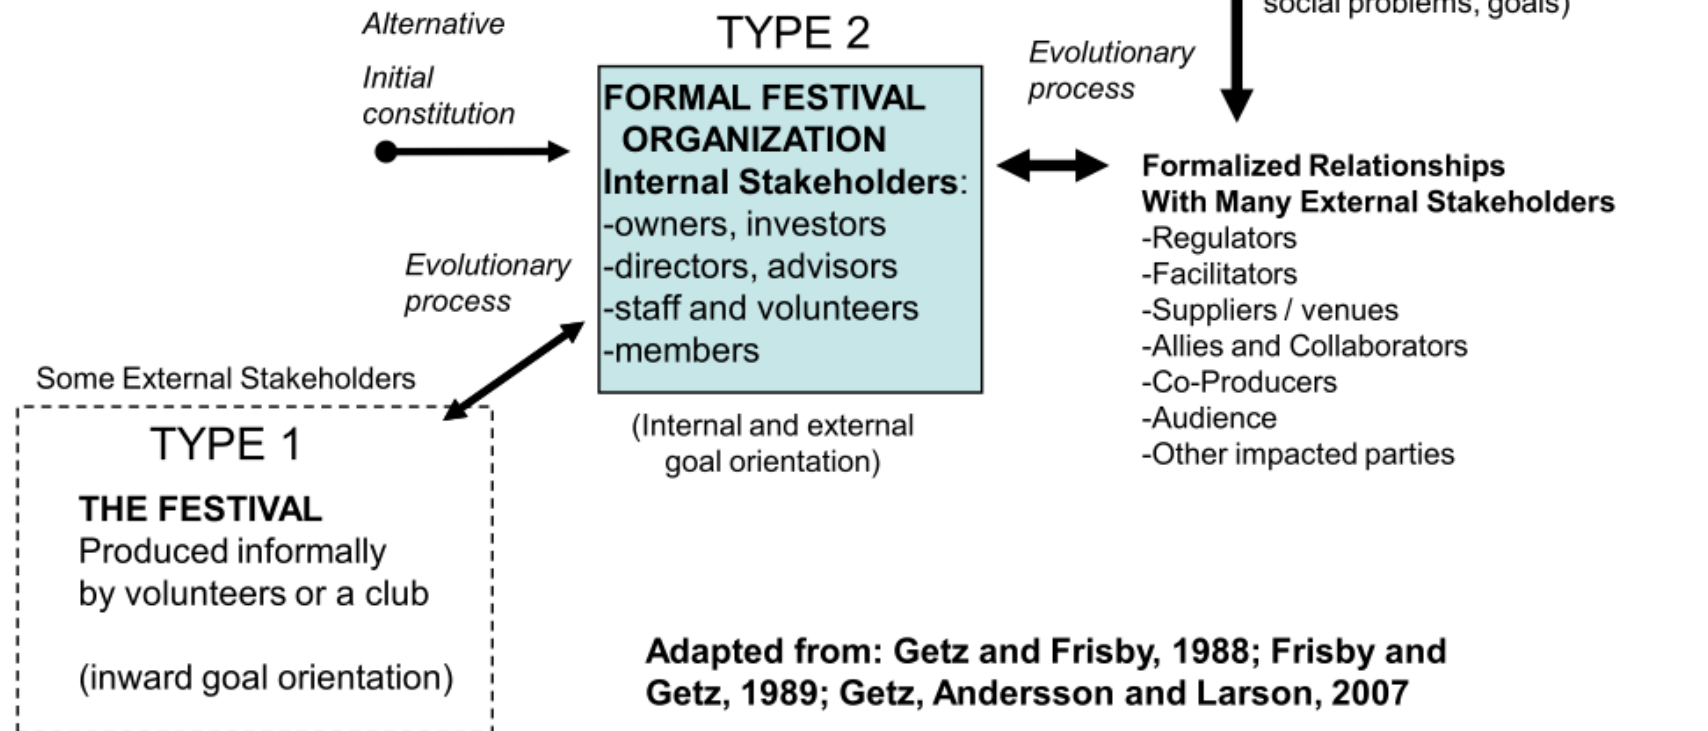 social problems, goals)
Alternative
TYPE 2
Initial
constitution
Evolutionary
process
FORMAL FESTIVAL
ORGANIZATION
Internal Stakeholders:
-owners, investors
-directors, advisors
-staff and volunteers
-members
(Internal and external
goal orientation)
Formalized Relationships
With Many External Stakeholders
-Regulators
-Facilitators
-Suppliers / venues
-Allies and Collaborators
-Co-Producers
-Audience
-Other impacted parties
Evolutionary
process
Some External Stakeholders
TYPE 1
THE FESTIVAL
Produced informally
by volunteers or a club
(inward goal orientation)
Adapted from: Getz and Frisby, 1988; Frisby and
Getz, 1989; Getz, Andersson and Larson, 2007